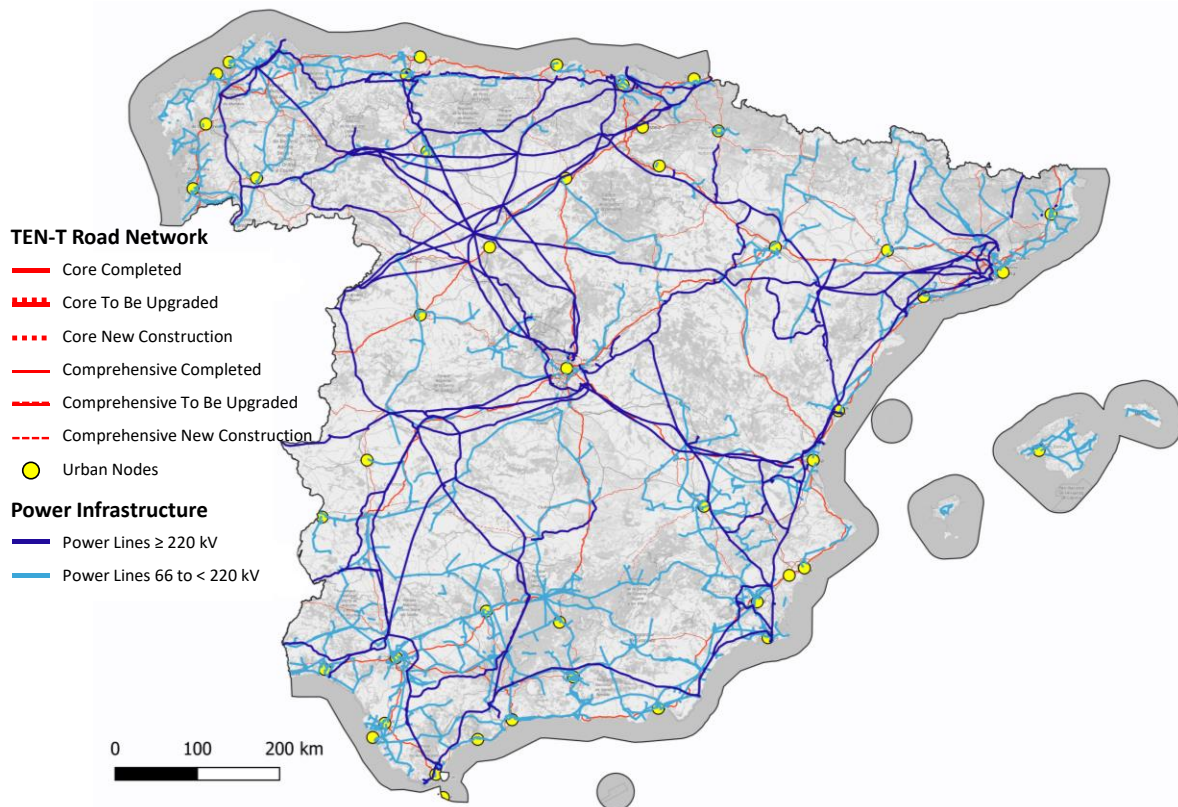 TEN-T Road Network
Core Completed
Core To Be Upgraded
Core New Construction
Comprehensive Completed
Comprehensive To Be Upgraded
Comprehensive New Construction
Urban Nodes
Power Infrastructure
Power Lines ≥ 220 kV
Power Lines 66 to < 220 kV
0 100 200 km